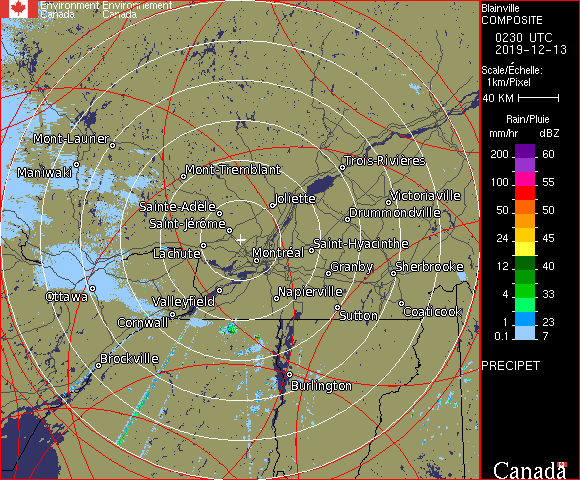 Environment Environnement
Canada Canada
Blainville
COMPOSITE
0230 UTC
2019-12-13
Scale/Échelle:
1km/Pixel
40 KM
Rain/Pluie
mm/hr dBZ
200 60
100 55
50 50
24 45
12 40
4 33
1 23
0.1 7
PRECIPET
Mont-Laurier
Maniwaki
Mont-Tremblant
Trois-Rivières
Joliette
Victoriaville
Sainte-Adèle
Drummondville
Saint-Jérôme
Lachute
Montréal
Saint-Hyacinthe
Granby
Sherbrooke
Ottawa
Valleyfield
Napierville
Cornwall
Sutton
Coaticook
Brockville
Burlington
Canada